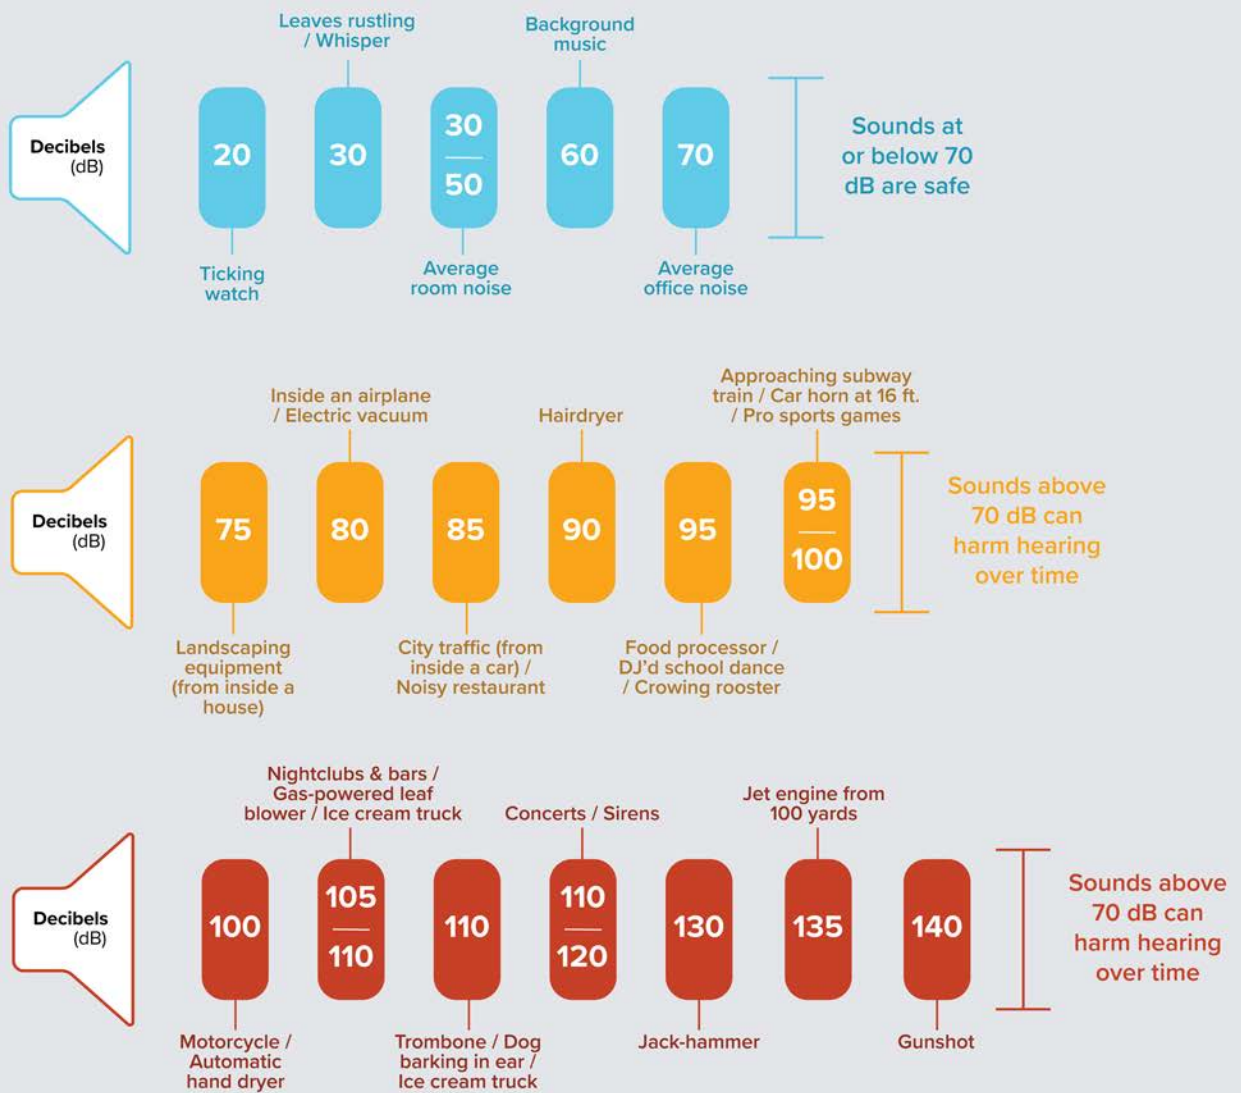 Leaves rustling
/ Whisper
Background
music
Decibels
(dB)
20
30
30
50
60
70
Sounds at
or below 70
dB are safe
Ticking
watch
Average
room noise
Average
office noise
Inside an airplane
/ Electric vacuum
Hairdryer
Approaching subway
train / Car horn at 16 ft.
/ Pro sports games
Decibels
(dB)
75
80
85
90
95
95
100
Sounds above
70 dB can
harm hearing
over time
Landscaping
equipment
(from inside a
house)
City traffic (from
inside a car) /
Noisy restaurant
Food processor /
DJ'd school dance
/ Crowing rooster
Nightclubs & bars /
Gas-powered leaf
blower / Ice cream truck
Concerts / Sirens
Jet engine from
100 yards
Decibels
(dB)
100
105
110
110
110
120
130
135
140
Sounds above
70 dB can
harm hearing
over time
Motorcycle /
Automatic
hand dryer
Trombone / Dog
barking in ear /
Ice cream truck
Jack-hammer
Gunshot